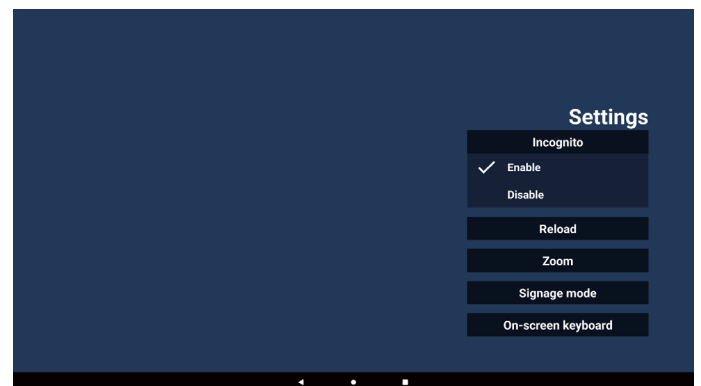 Settings
Incognito
Enable
Disable
Reload
Zoom
Signage mode
On-screen keyboard